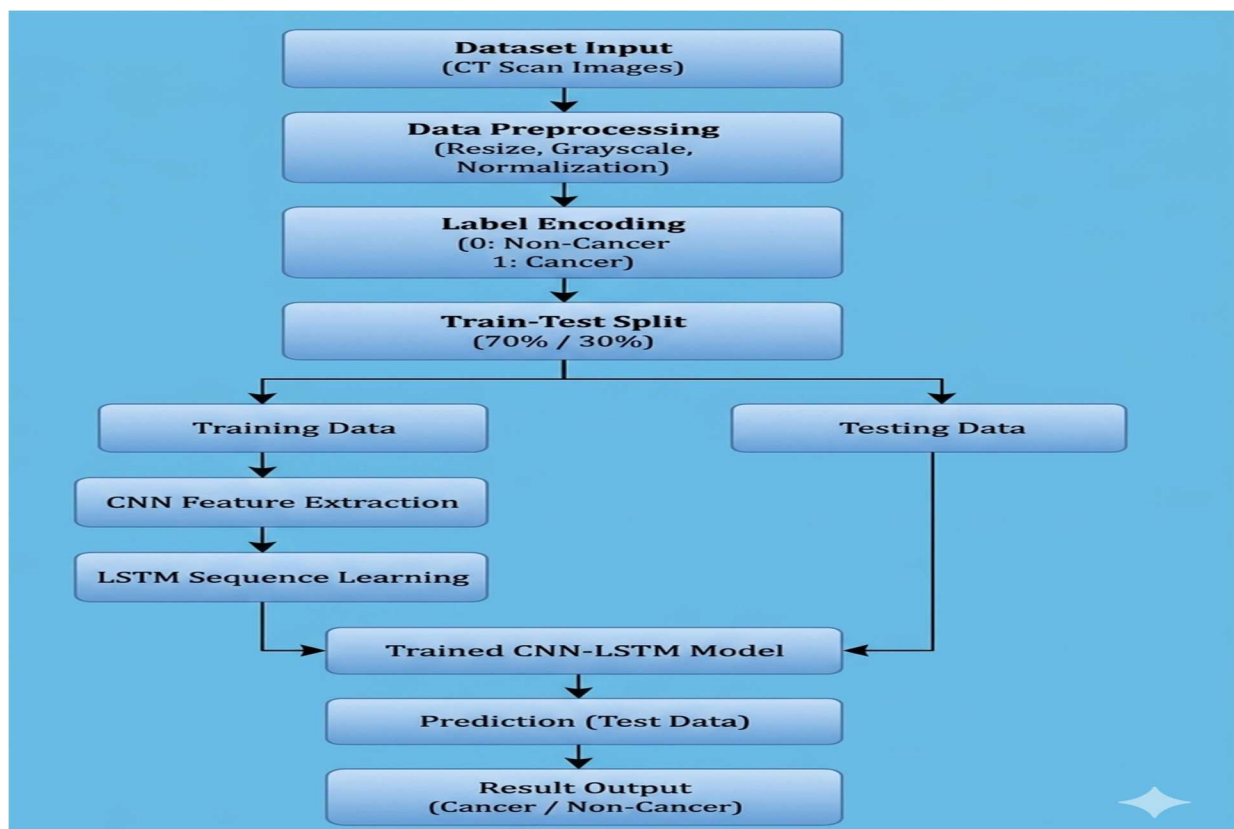 Dataset Input
(CT Scan Images)
Data Preprocessing
(Resize, Grayscale,
Normalization)
Label Encoding
(0: Non-Cancer
1: Cancer)
Train-Test Split
(70% / 30%)
Training Data
Testing Data
CNN Feature Extraction
LSTM Sequence Learning
Trained CNN-LSTM Model
Prediction (Test Data)
Result Output
(Cancer / Non-Cancer)